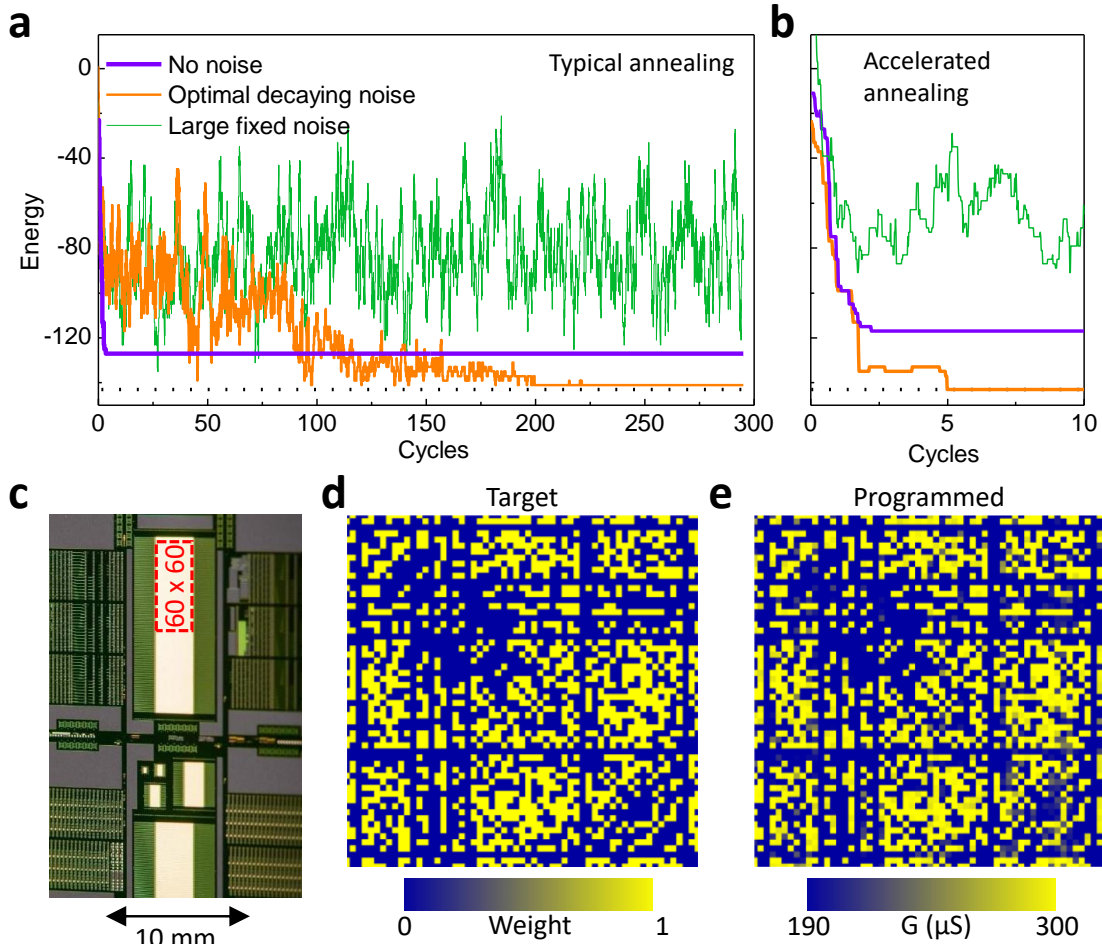 a
b
0
-40
-80
-120
Energy
No noise
Optimal decaying noise
Large fixed noise
Typical annealing
Accelerated
annealing
0
50
100
150
200
250
300
Cycles
0
5
10
Cycles
c
d
Target
e
Programmed
60 x 60
10 mm
0
Weight
1
190
G (μS)
300